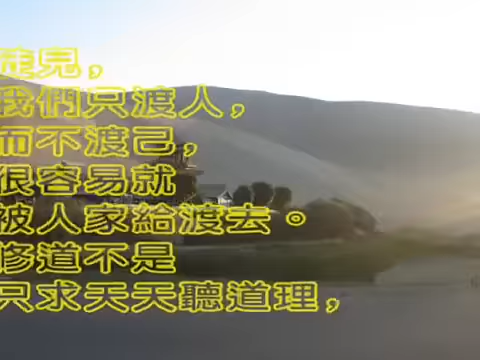 徒兒，
我們只渡人，
而不渡己，
很容易就
被人家給渡去。
修道不是
只求天天聽道理，